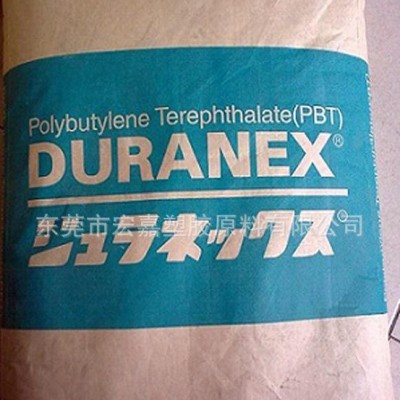 Polybutylene Terephthalate(PBT)
DURANEX®
东莞市宏嘉塑胶原料有限公司
ジュラネックス®